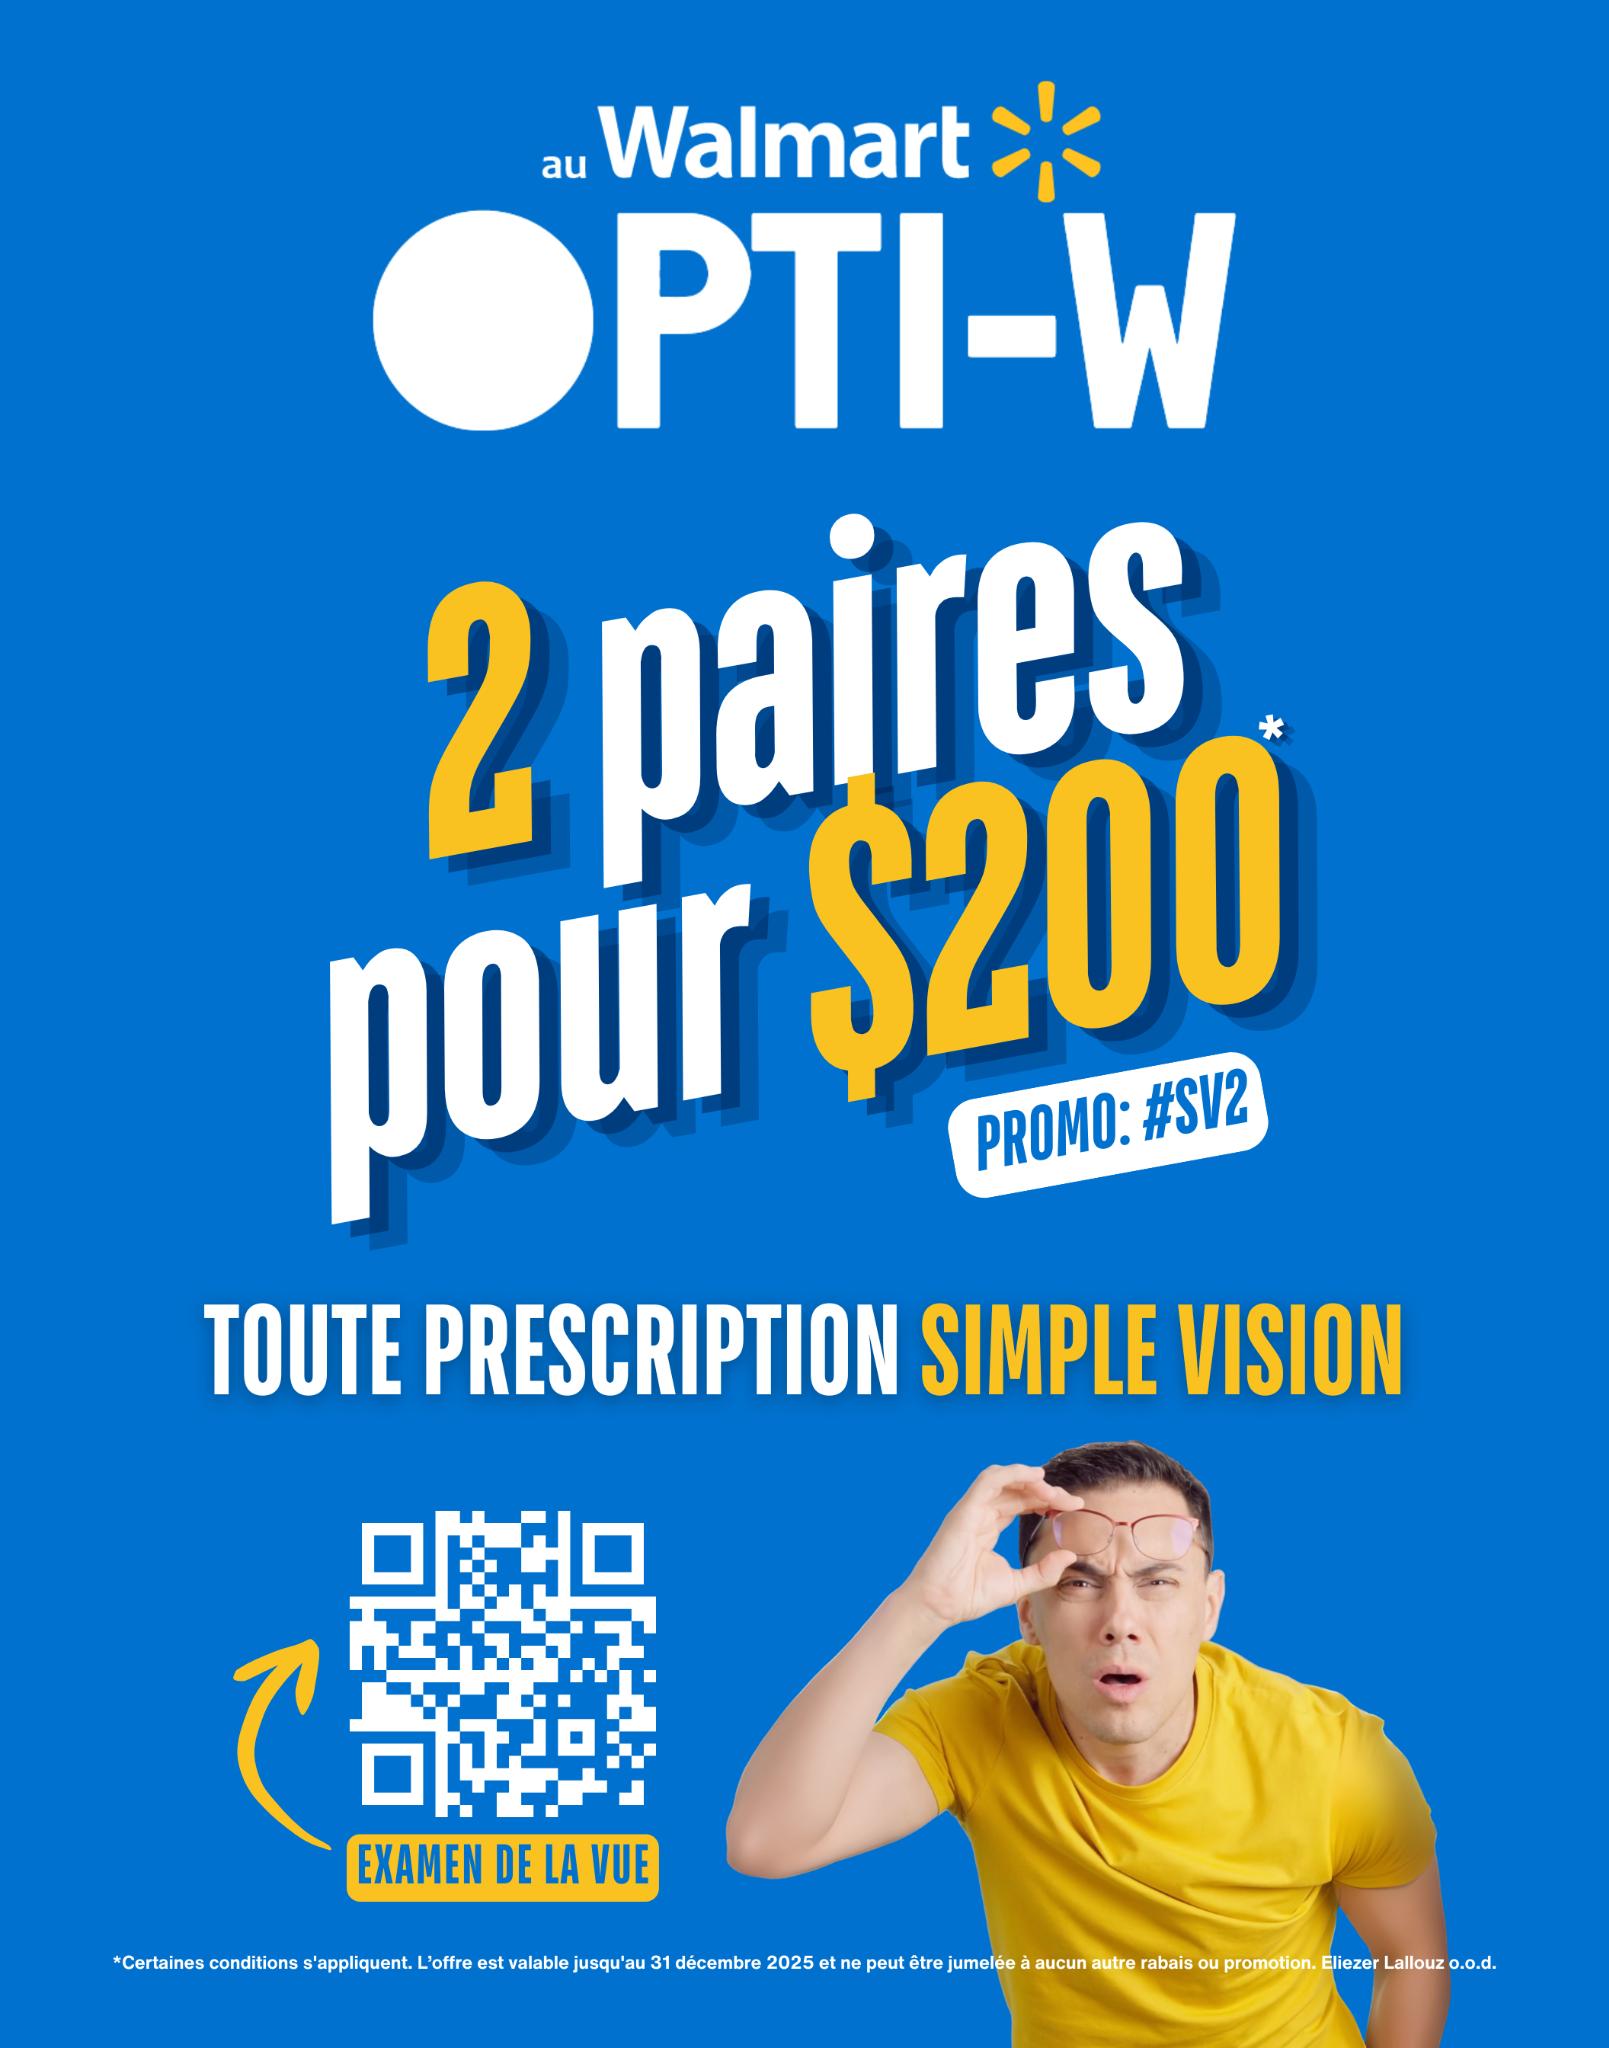 au Walmart
OPTI-W
2 paires
pour $200*
PROMO: #SV2
TOUTE PRESCRIPTION SIMPLE VISION
EXAMEN DE LA VUE
*Certaines conditions s'appliquent. L’offre est valable jusqu'au 31 décembre 2025 et ne peut être jumelée à aucun autre rabais ou promotion. Eliezer Lallouz o.o.d.